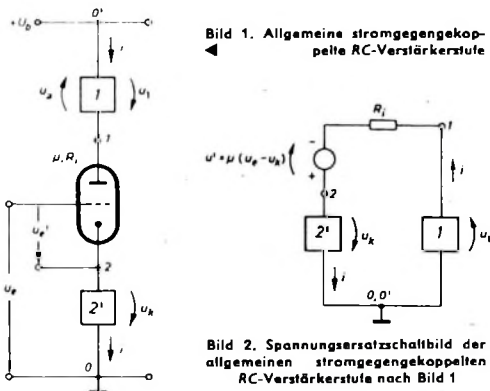 +U_b
0'
i
u_a
1
u_1
1
μ, R_i
u_e'
u_e
2
2'
u_k
i
0
Bild 1. Allgemeine stromgegengekop-
◄ pelte RC-Verstärkerstufe
R_i
1
u' = μ (u_e - u_k)
-
+
2
i
2'
u_k
1
u_1
i
0, 0'
Bild 2. Spannungsersatzschaltbild der
allgemeinen stromgegengekoppelten
RC-Verstärkerstufe nach Bild 1